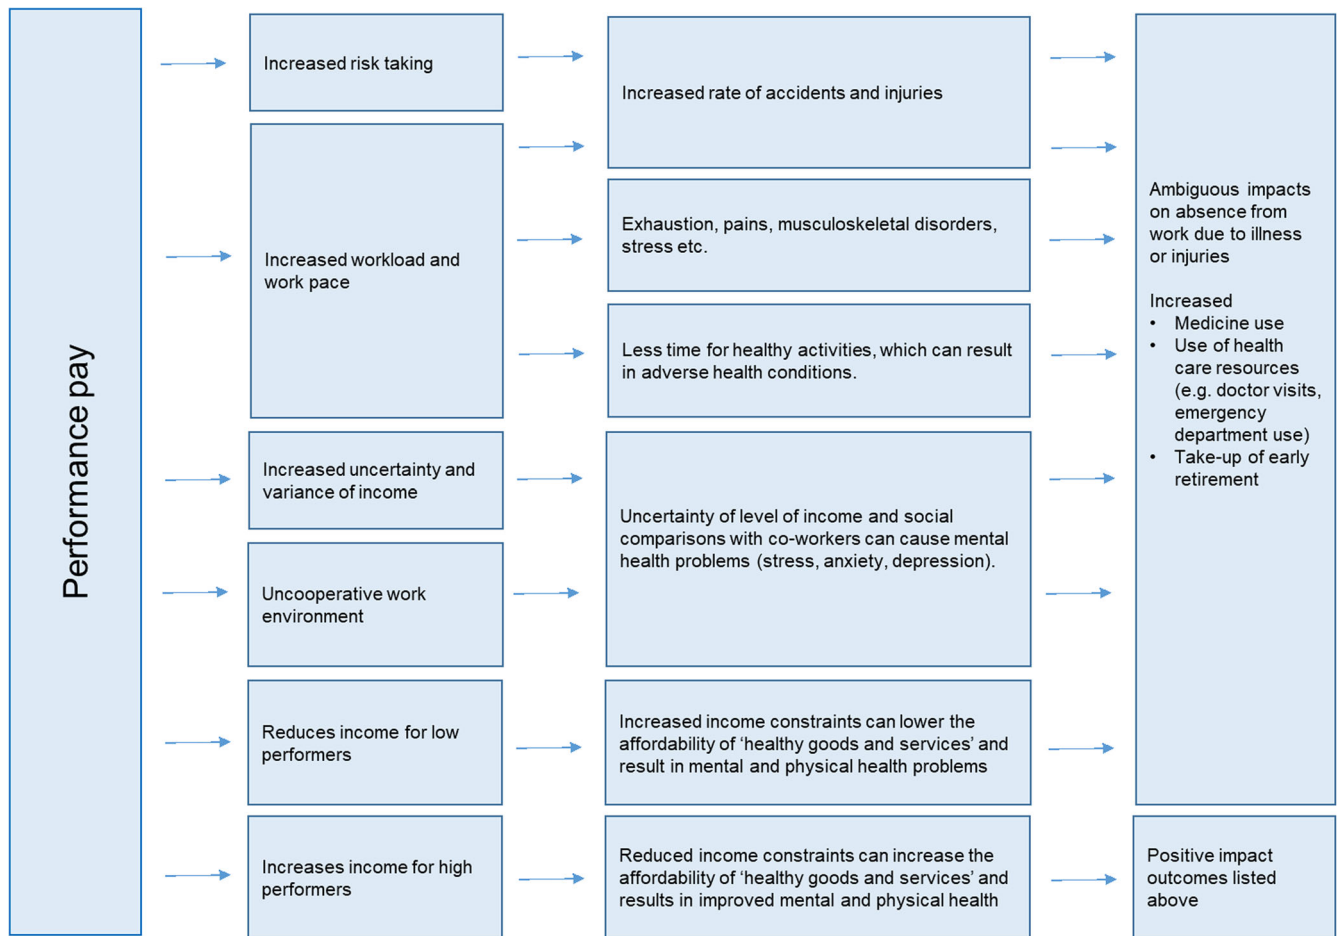 Performance pay
Increased risk taking
Increased workload and
work pace
Increased uncertainty and
variance of income
Uncooperative work
environment
Reduces income for low
performers
Increases income for high
performers
Increased rate of accidents and injuries
Exhaustion, pains, musculoskeletal disorders,
stress etc.
Less time for healthy activities, which can result
in adverse health conditions.
Uncertainty of level of income and social
comparisons with co-workers can cause mental
health problems (stress, anxiety, depression).
Increased income constraints can lower the
affordability of ‘healthy goods and services’ and
result in mental and physical health problems
Reduced income constraints can increase the
affordability of ‘healthy goods and services’ and
results in improved mental and physical health
Ambiguous impacts
on absence from
work due to illness
or injuries
Increased
• Medicine use
• Use of health
care resources
(e.g. doctor visits,
emergency
department use)
• Take-up of early
retirement
Positive impact
outcomes listed
above